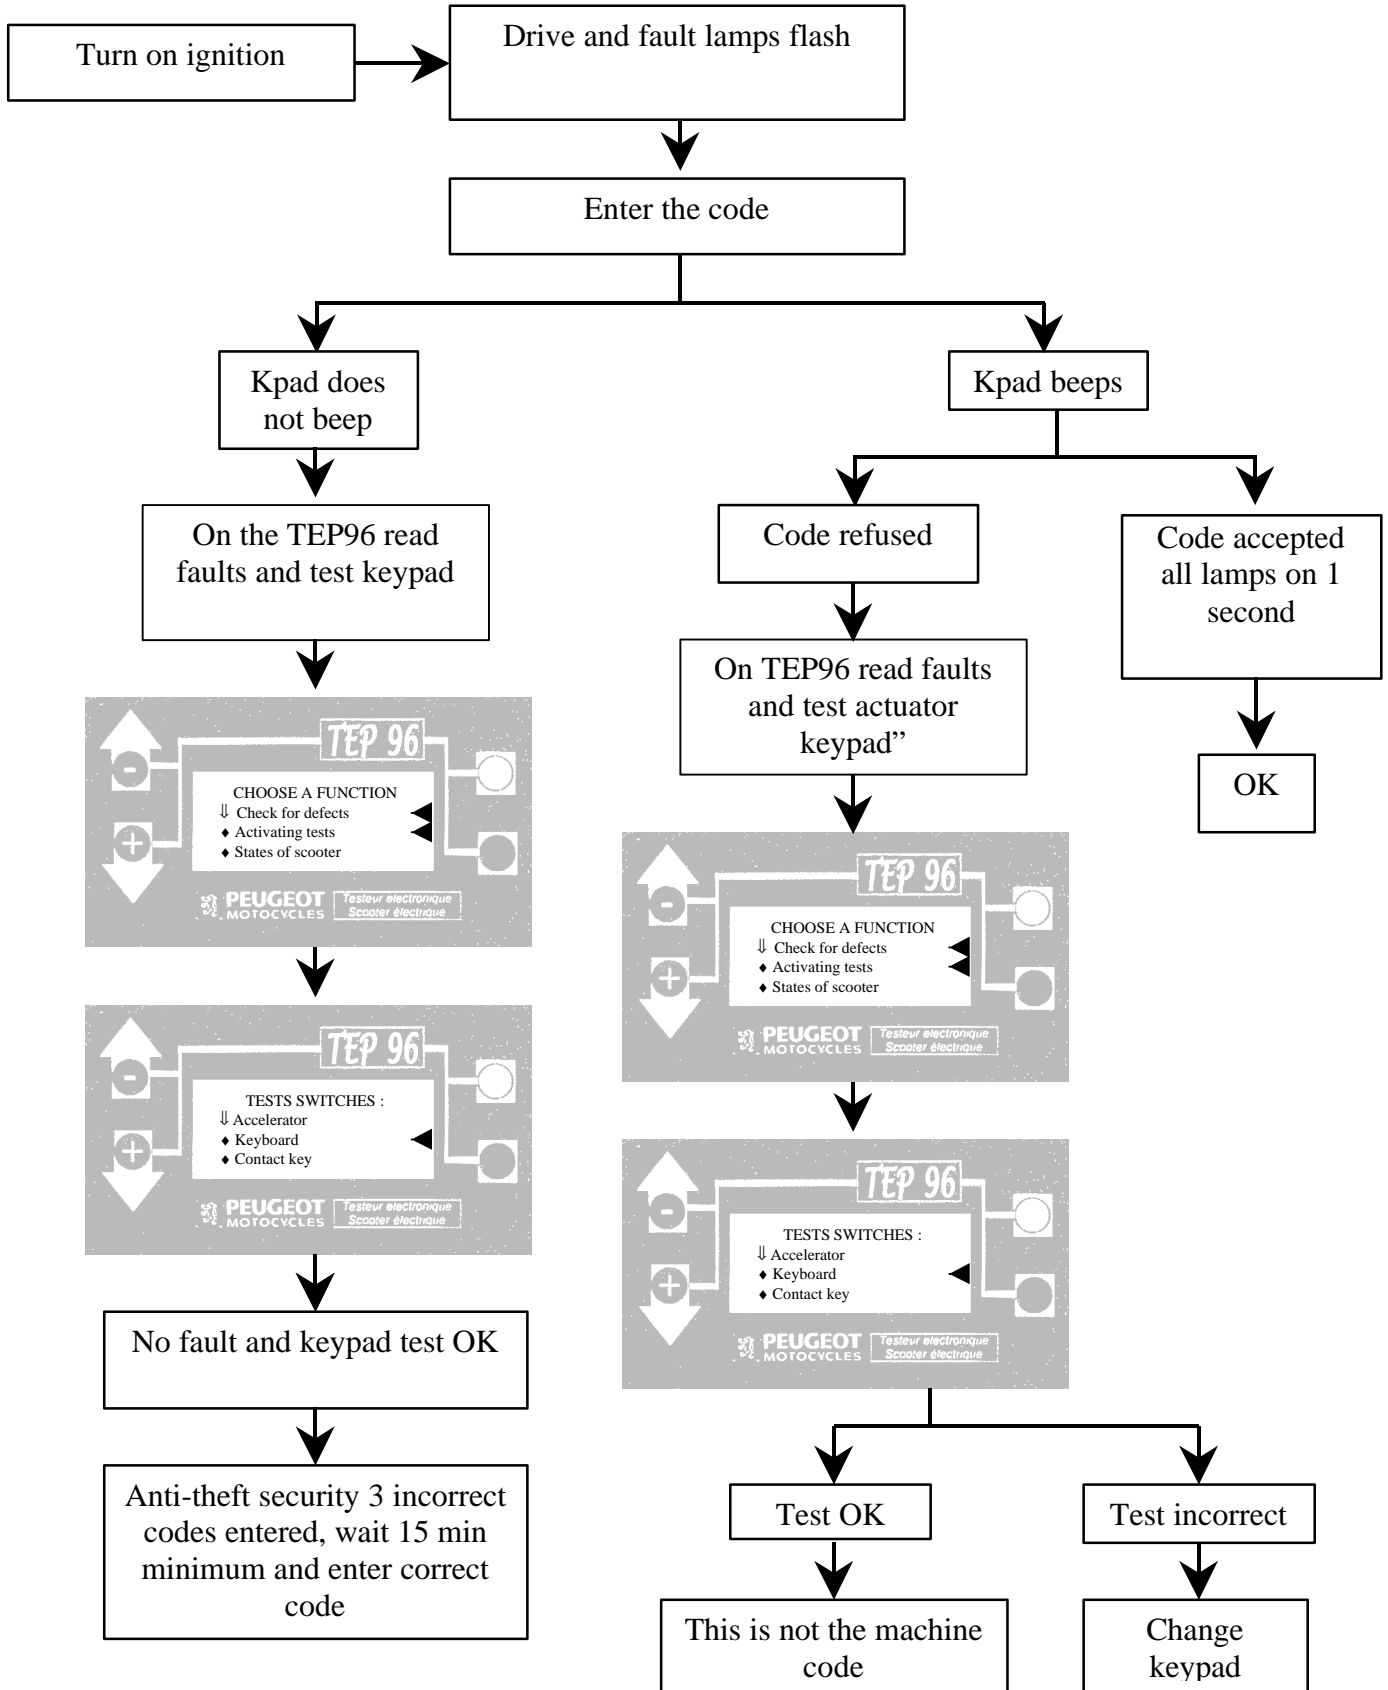 Turn on ignition
Drive and fault lamps flash
Enter the code
Kpad does
not beep
Kpad beeps
On the TEP96 read
faults and test keypad
Code refused
Code accepted
all lamps on 1
second
On TEP96 read faults
and test actuator
keypad”
OK
TEP 96
CHOOSE A FUNCTION
⇓ Check for defects
♦ Activating tests
♦ States of scooter
PEUGEOT
MOTOCYCLES
Testeur electronique
Scooter électrique
TEP 96
CHOOSE A FUNCTION
⇓ Check for defects
♦ Activating tests
♦ States of scooter
PEUGEOT
MOTOCYCLES
Testeur electronique
Scooter électrique
TEP 96
TESTS SWITCHES :
⇓ Accelerator
♦ Keyboard
♦ Contact key
PEUGEOT
MOTOCYCLES
Testeur electronique
Scooter électrique
TEP 96
TESTS SWITCHES :
⇓ Accelerator
♦ Keyboard
♦ Contact key
PEUGEOT
MOTOCYCLES
Testeur electronique
Scooter électrique
No fault and keypad test OK
Anti-theft security 3 incorrect
codes entered, wait 15 min
minimum and enter correct
code
Test OK
Test incorrect
This is not the machine
code
Change
keypad